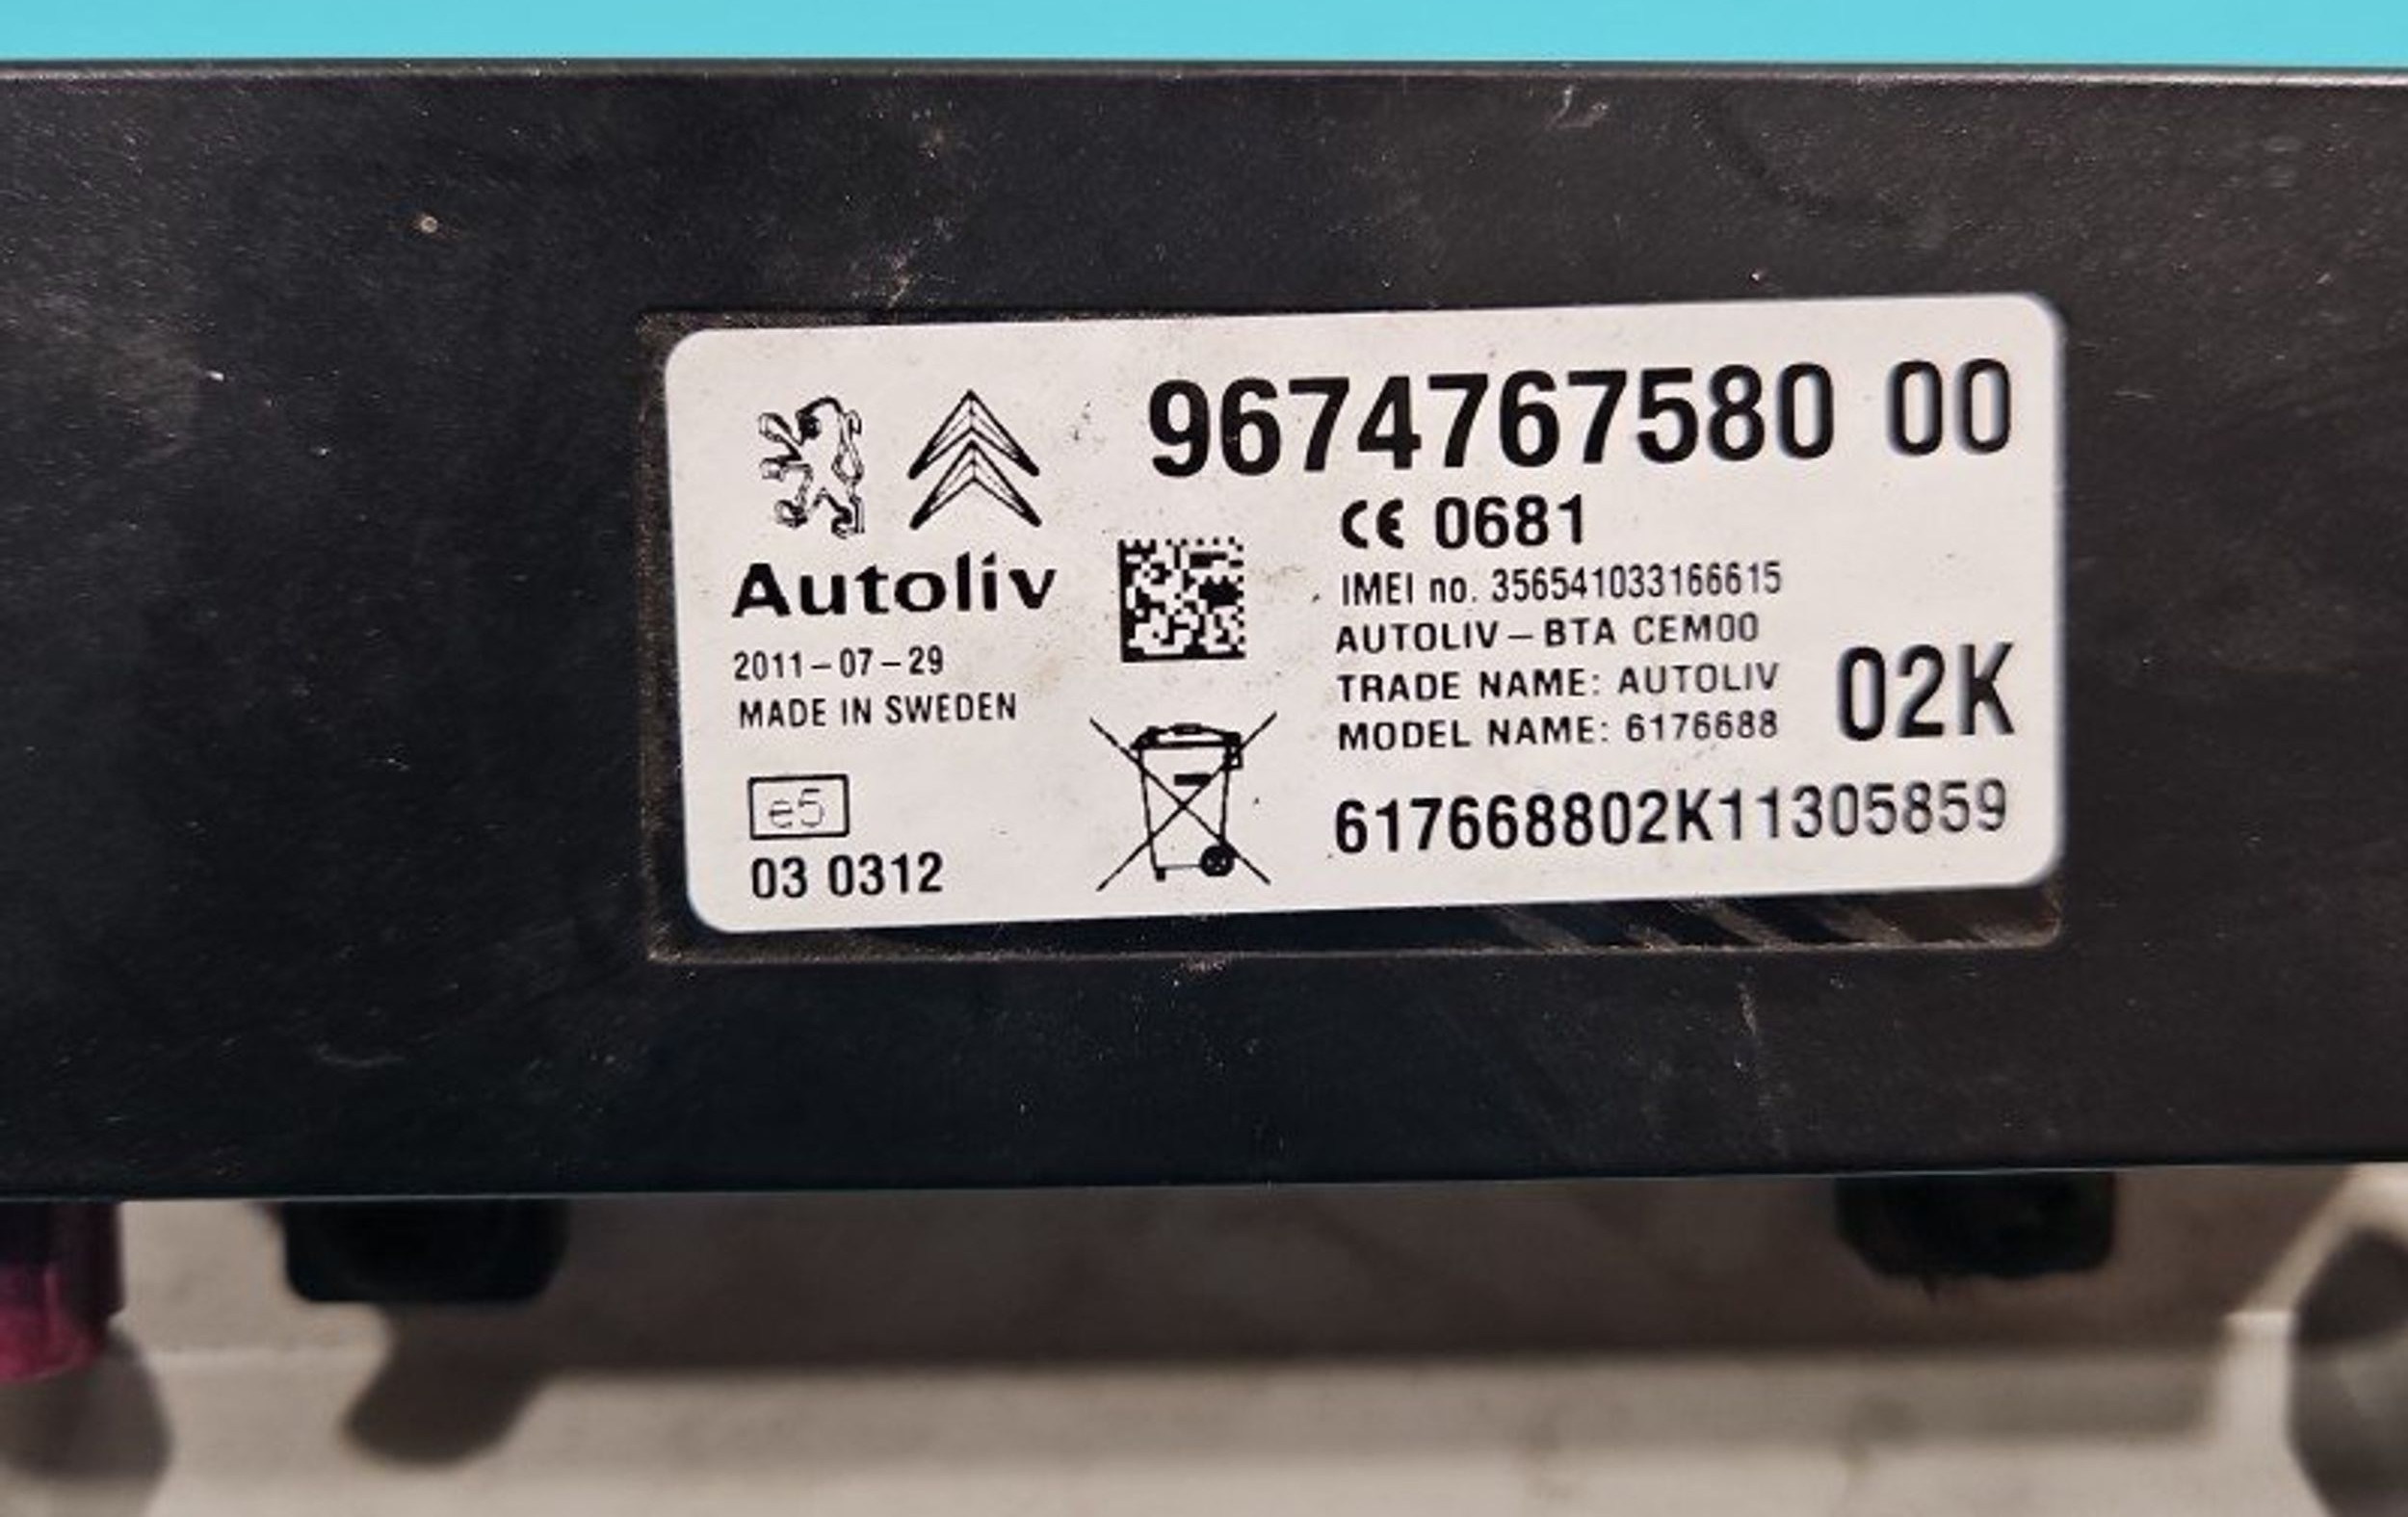 9674767580 00
CE 0681
Autoliv
IMEI no. 356541033166615
AUTOLIV-BTA CEM00
2011-07-29
TRADE NAME: AUTOLIV
02K
MADE IN SWEDEN
MODEL NAME: 6176688
e5
617668802K11305859
03 0312